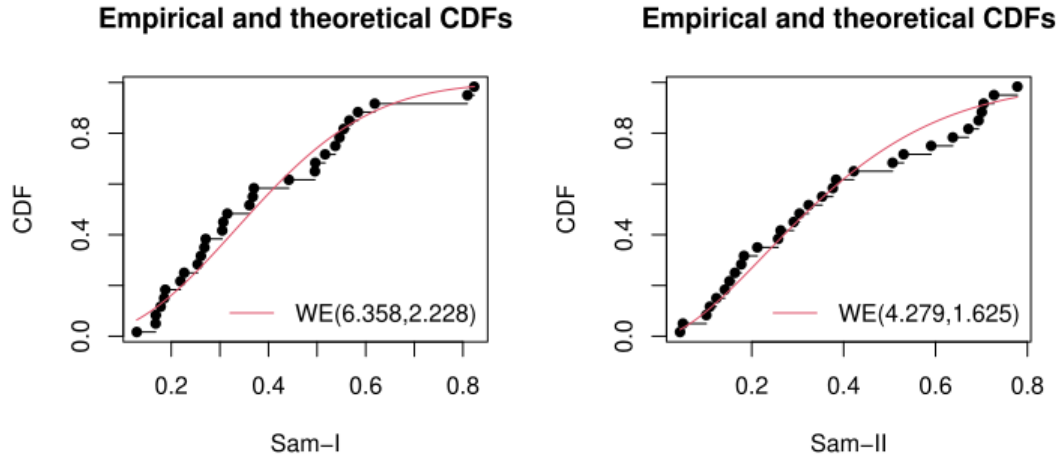 Empirical and theoretical CDFs
CDF
0.0 0.4 0.8
WE(6.358,2.228)
0.2 0.4 0.6 0.8
Sam−I
Empirical and theoretical CDFs
CDF
0.0 0.4 0.8
WE(4.279,1.625)
0.2 0.4 0.6 0.8
Sam−II